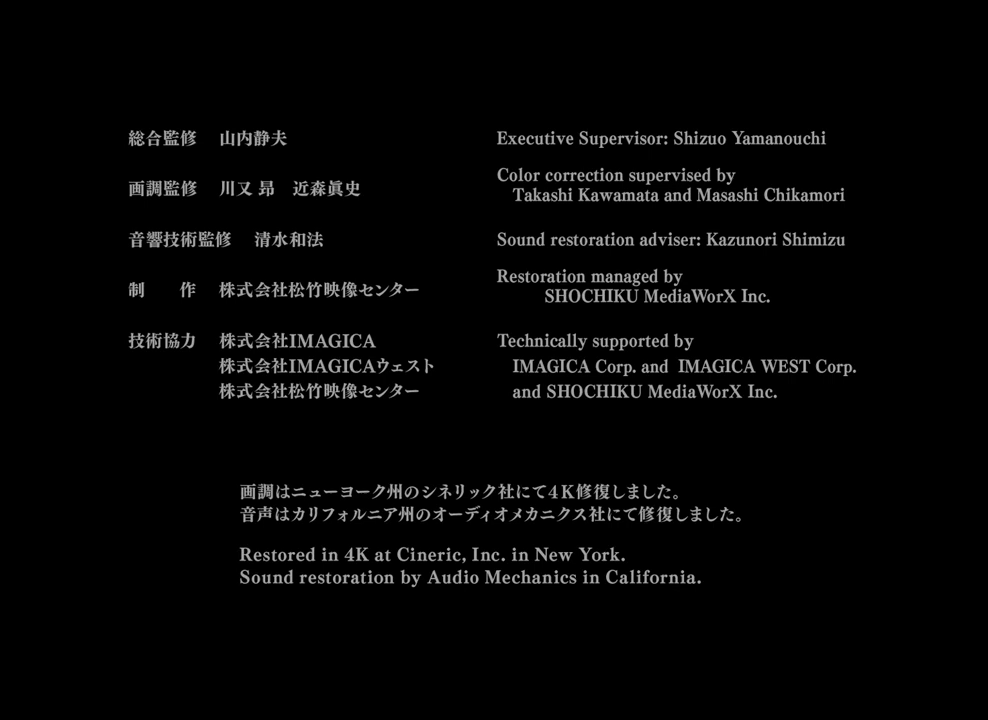 総合監修 山内静夫 Executive Supervisor: Shizuo Yamanouchi
Color correction supervised by
画調監修 川又 昂 近森眞史 Takashi Kawamata and Masashi Chikamori
音響技術監修 清水和法 Sound restoration adviser: Kazunori Shimizu
Restoration managed by
制 作 株式会社松竹映像センター SHOCHIKU MediaWorX Inc.
技術協力 株式会社IMAGICA Technically supported by
株式会社IMAGICAウェスト IMAGICA Corp. and IMAGICA WEST Corp.
株式会社松竹映像センター and SHOCHIKU MediaWorX Inc.
画調はニューヨーク州のシネリック社にて4K修復しました。
音声はカリフォルニア州のオーディオメカニクス社にて修復しました。
Restored in 4K at Cineric, Inc. in New York.
Sound restoration by Audio Mechanics in California.